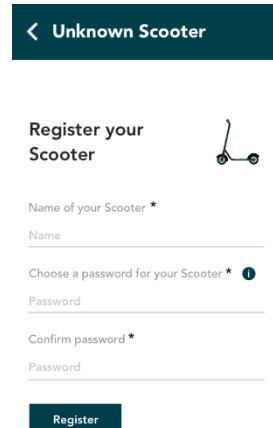 Unknown Scooter
Register your
Scooter
Name of your Scooter *
Name
Choose a password for your Scooter * i
Password
Confirm password *
Password
Register